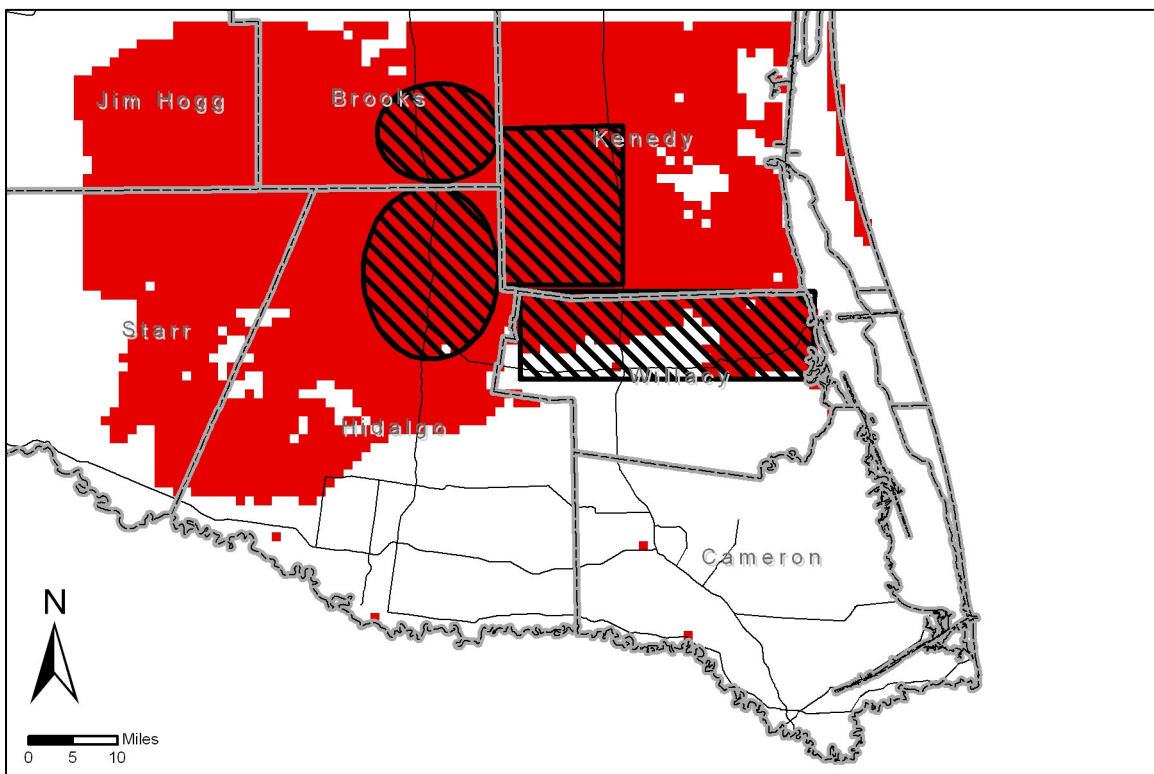 Jim Hogg
Brooks
Kenedy
Starr
Willacy
Hidalgo
Cameron
N
Miles
0 5 10